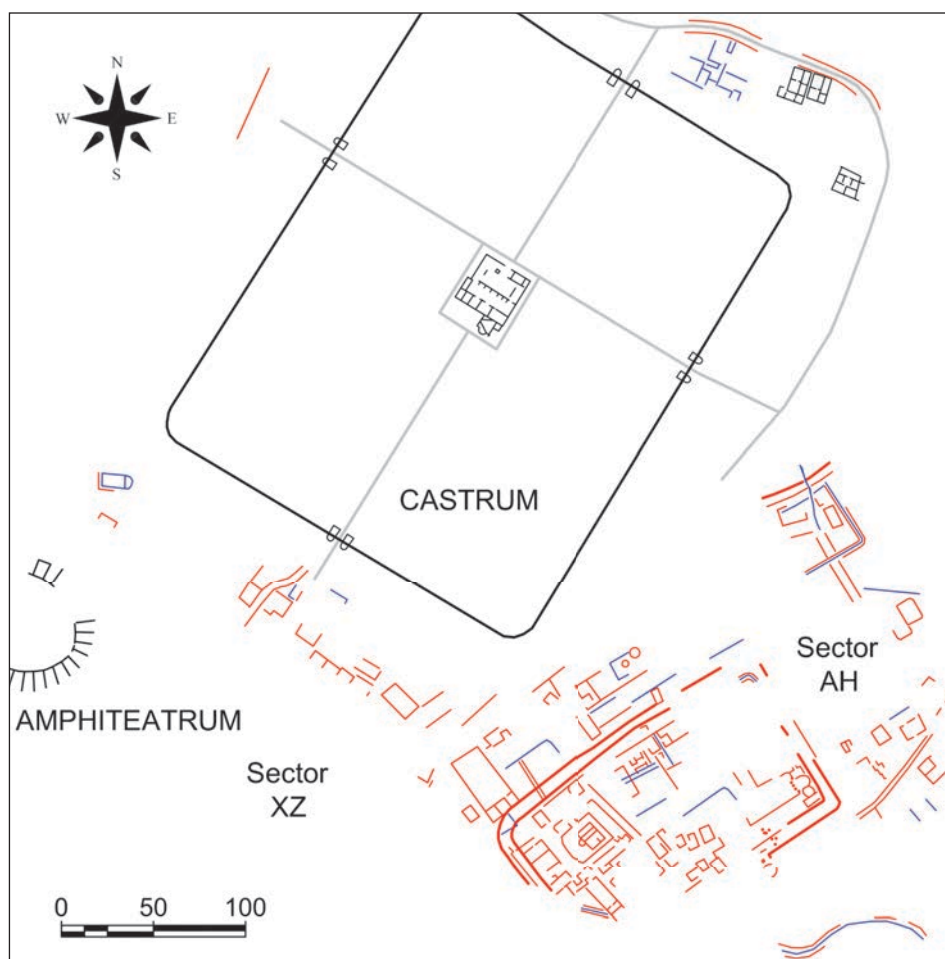 N
W E
S
CASTRUM
Sector
AH
AMPHITEATRUM
Sector
XZ
0 50 100